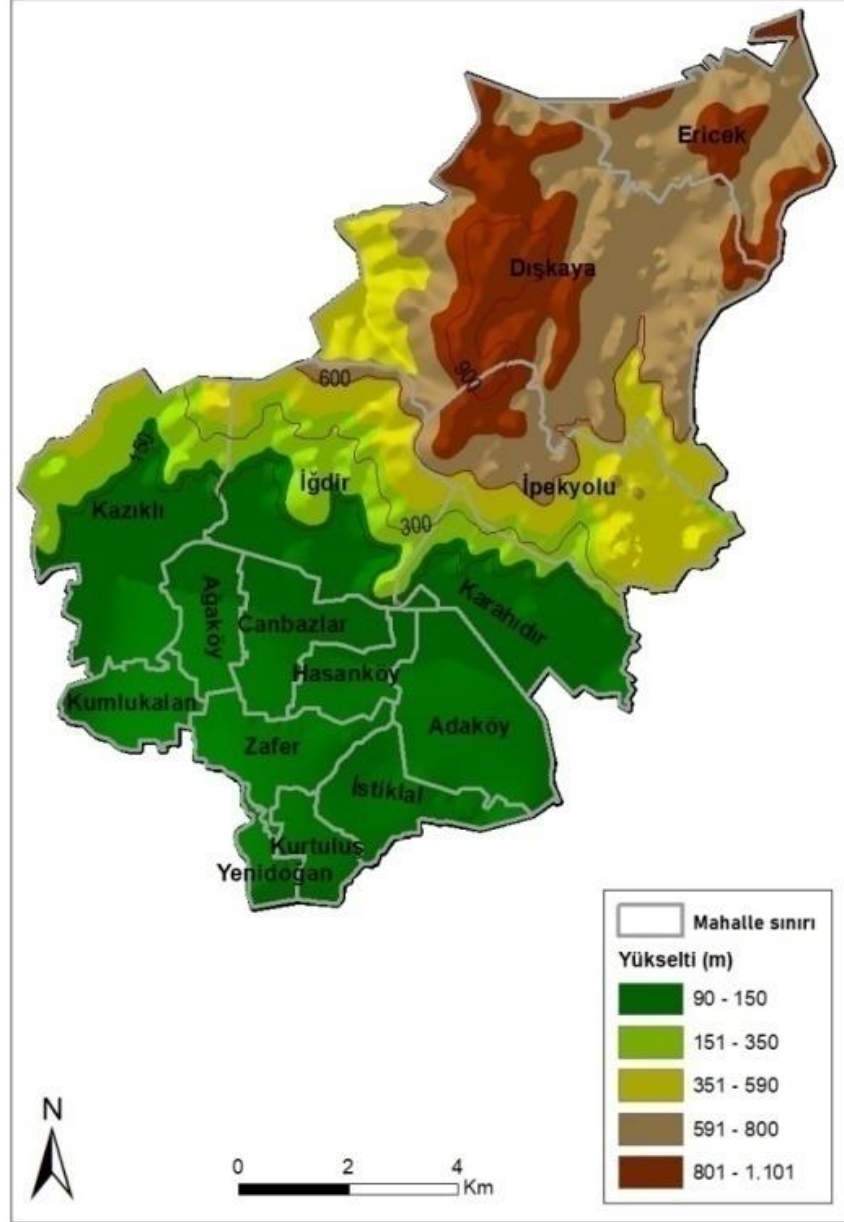 Ericek
Dışkaya
900
600
150
İğdir
İpekyolu
Kazıklı
300
Ağaköy
Karahıdır
Canbazlar
Hasanköy
Kumlukalan
Adaköy
Zafer
İstiklal
Kurtuluş
Yenidoğan
Mahalle sınırı
Yükselti (m)
90 - 150
151 - 350
351 - 590
591 - 800
801 - 1.101
N
0 2 4
Km